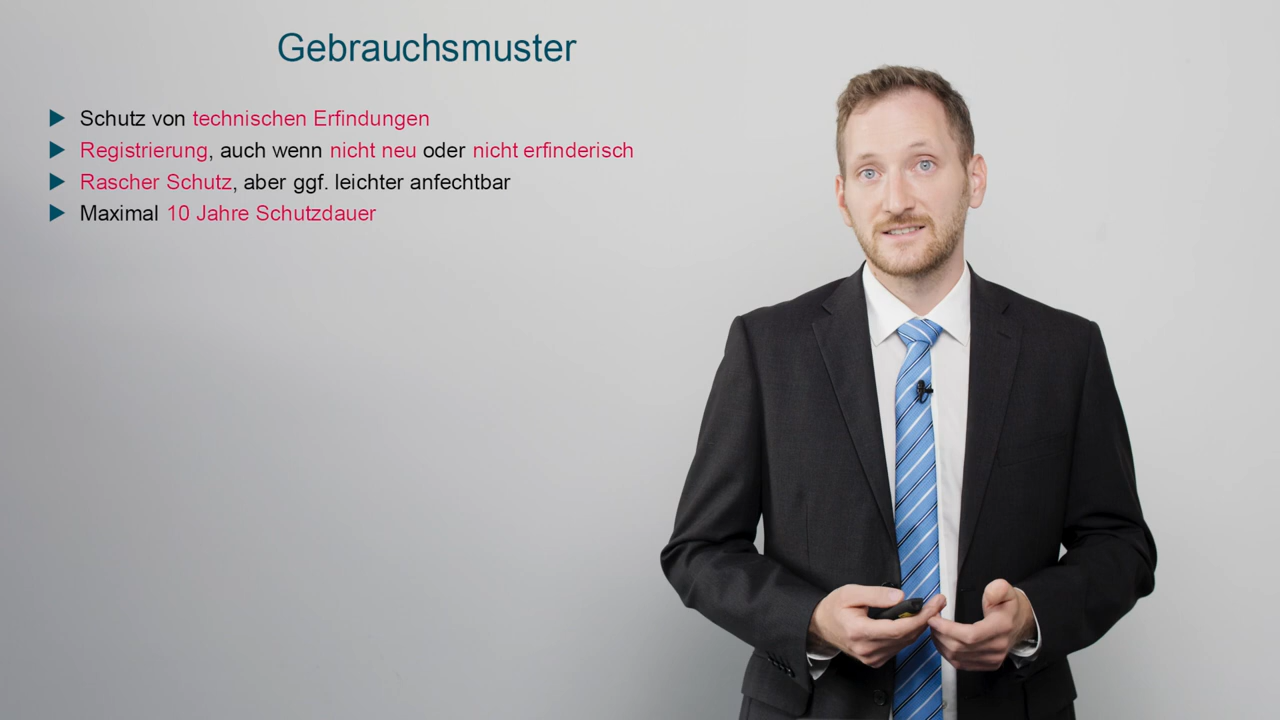 Gebrauchsmuster
Schutz von technischen Erfindungen
Registrierung, auch wenn nicht neu oder nicht erfinderisch
Rascher Schutz, aber ggf. leichter anfechtbar
Maximal 10 Jahre Schutzdauer